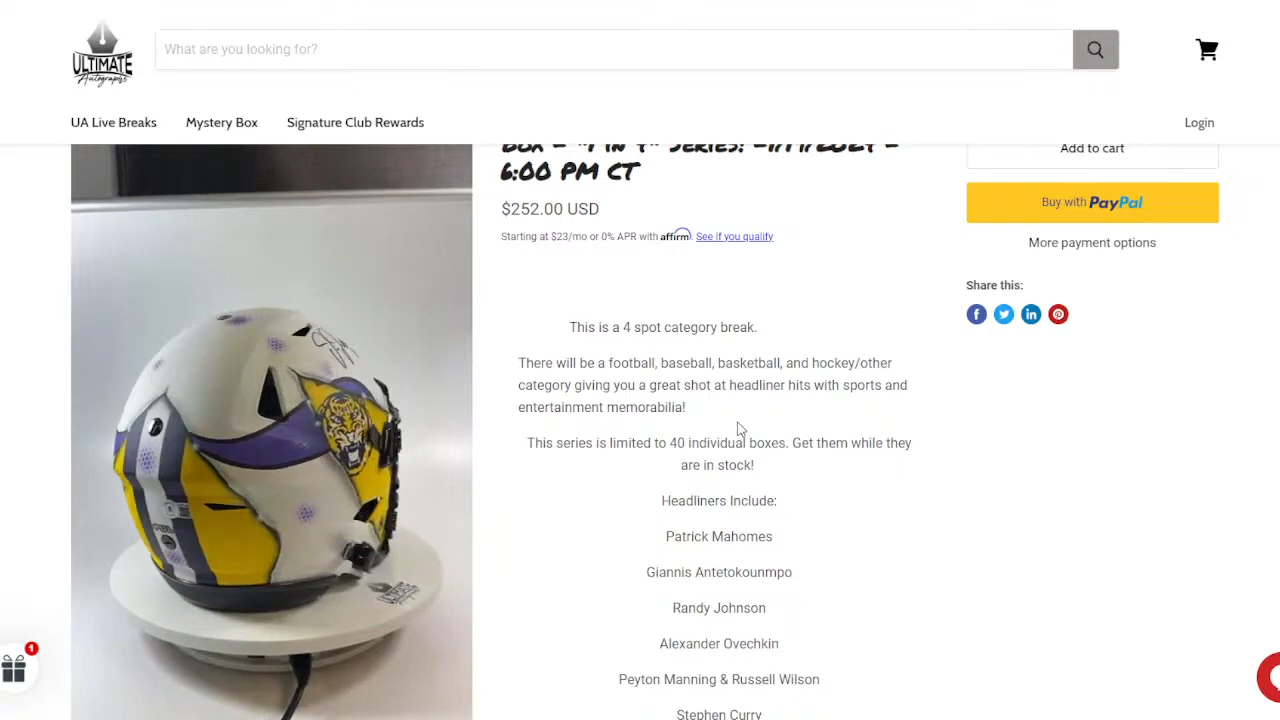 ULTIMATE
Autographs
What are you looking for?
UA Live Breaks
Mystery Box
Signature Club Rewards
Login
6:00 PM CT
$252.00 USD
Starting at $23/mo or 0% APR with affirm. See if you qualify
This is a 4 spot category break.
There will be a football, baseball, basketball, and hockey/other
category giving you a great shot at headliner hits with sports and
entertainment memorabilia!
This series is limited to 40 individual boxes. Get them while they
are in stock!
Headliners Include:
Patrick Mahomes
Giannis Antetokounmpo
Randy Johnson
Alexander Ovechkin
Peyton Manning & Russell Wilson
Stephen Curry
Add to cart
Buy with PayPal
More payment options
Share this:
1